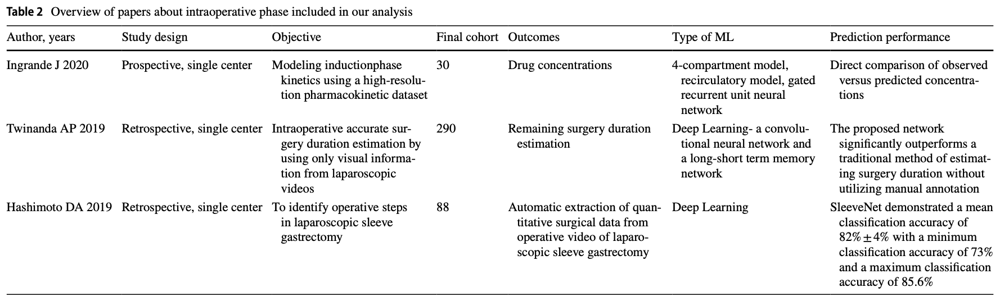 Table 2 Overview of papers about intraoperative phase included in our analysis
Author, years Study design Objective Final cohort Outcomes Type of ML Prediction performance
Ingrande J 2020 Prospective, single center Modeling inductionphase 30 Drug concentrations 4-compartment model, Direct comparison of observed
kinetics using a high-resolu- recirculatory model, gated versus predicted concentra-
tion pharmacokinetic dataset recurrent unit neural tions
network
Twinanda AP 2019 Retrospective, single center Intraoperative accurate sur- 290 Remaining surgery duration Deep Learning- a convolu- The proposed network
gery duration estimation by estimation tional neural network and significantly outperforms a
using only visual informa- a long-short term memory traditional method of estimat-
tion from laparoscopic network ing surgery duration without
videos utilizing manual annotation
Hashimoto DA 2019 Retrospective, single center To identify operative steps 88 Automatic extraction of quan- Deep Learning SleeveNet demonstrated a mean
in laparoscopic sleeve titative surgical data from classification accuracy of
gastrectomy operative video of laparo- 82% ± 4% with a minimum
scopic sleeve gastrectomy classification accuracy of 73%
and a maximum classification
accuracy of 85.6%